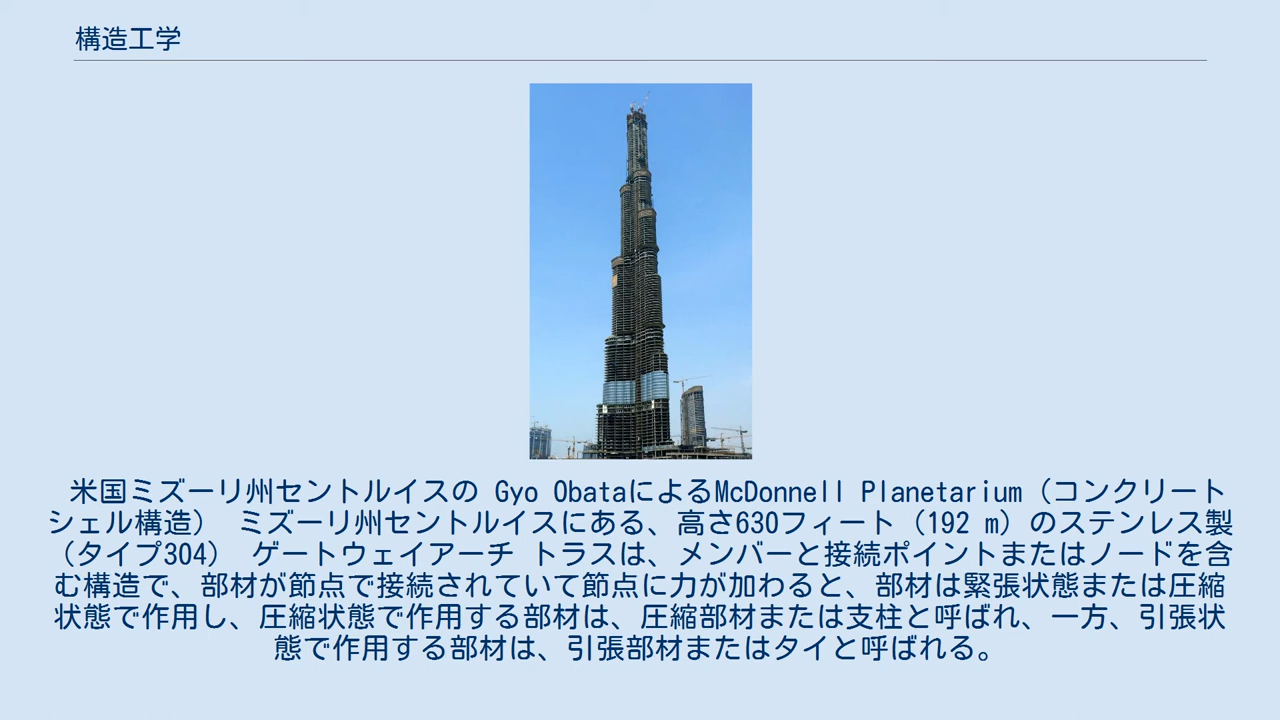 構造工学
米国ミズーリ州セントルイスの Gyo ObataによるMcDonnell Planetarium（コンクリート
シェル構造） ミズーリ州セントルイスにある、高さ630フィート（192 m）のステンレス製
（タイプ304） ゲートウェイアーチ トラスは、メンバーと接続ポイントまたはノードを含
む構造で、部材が節点で接続されていて節点に力が加わると、部材は緊張状態または圧縮
状態で作用し、圧縮状態で作用する部材は、圧縮部材または支柱と呼ばれ、一方、引張状
態で作用する部材は、引張部材またはタイと呼ばれる。